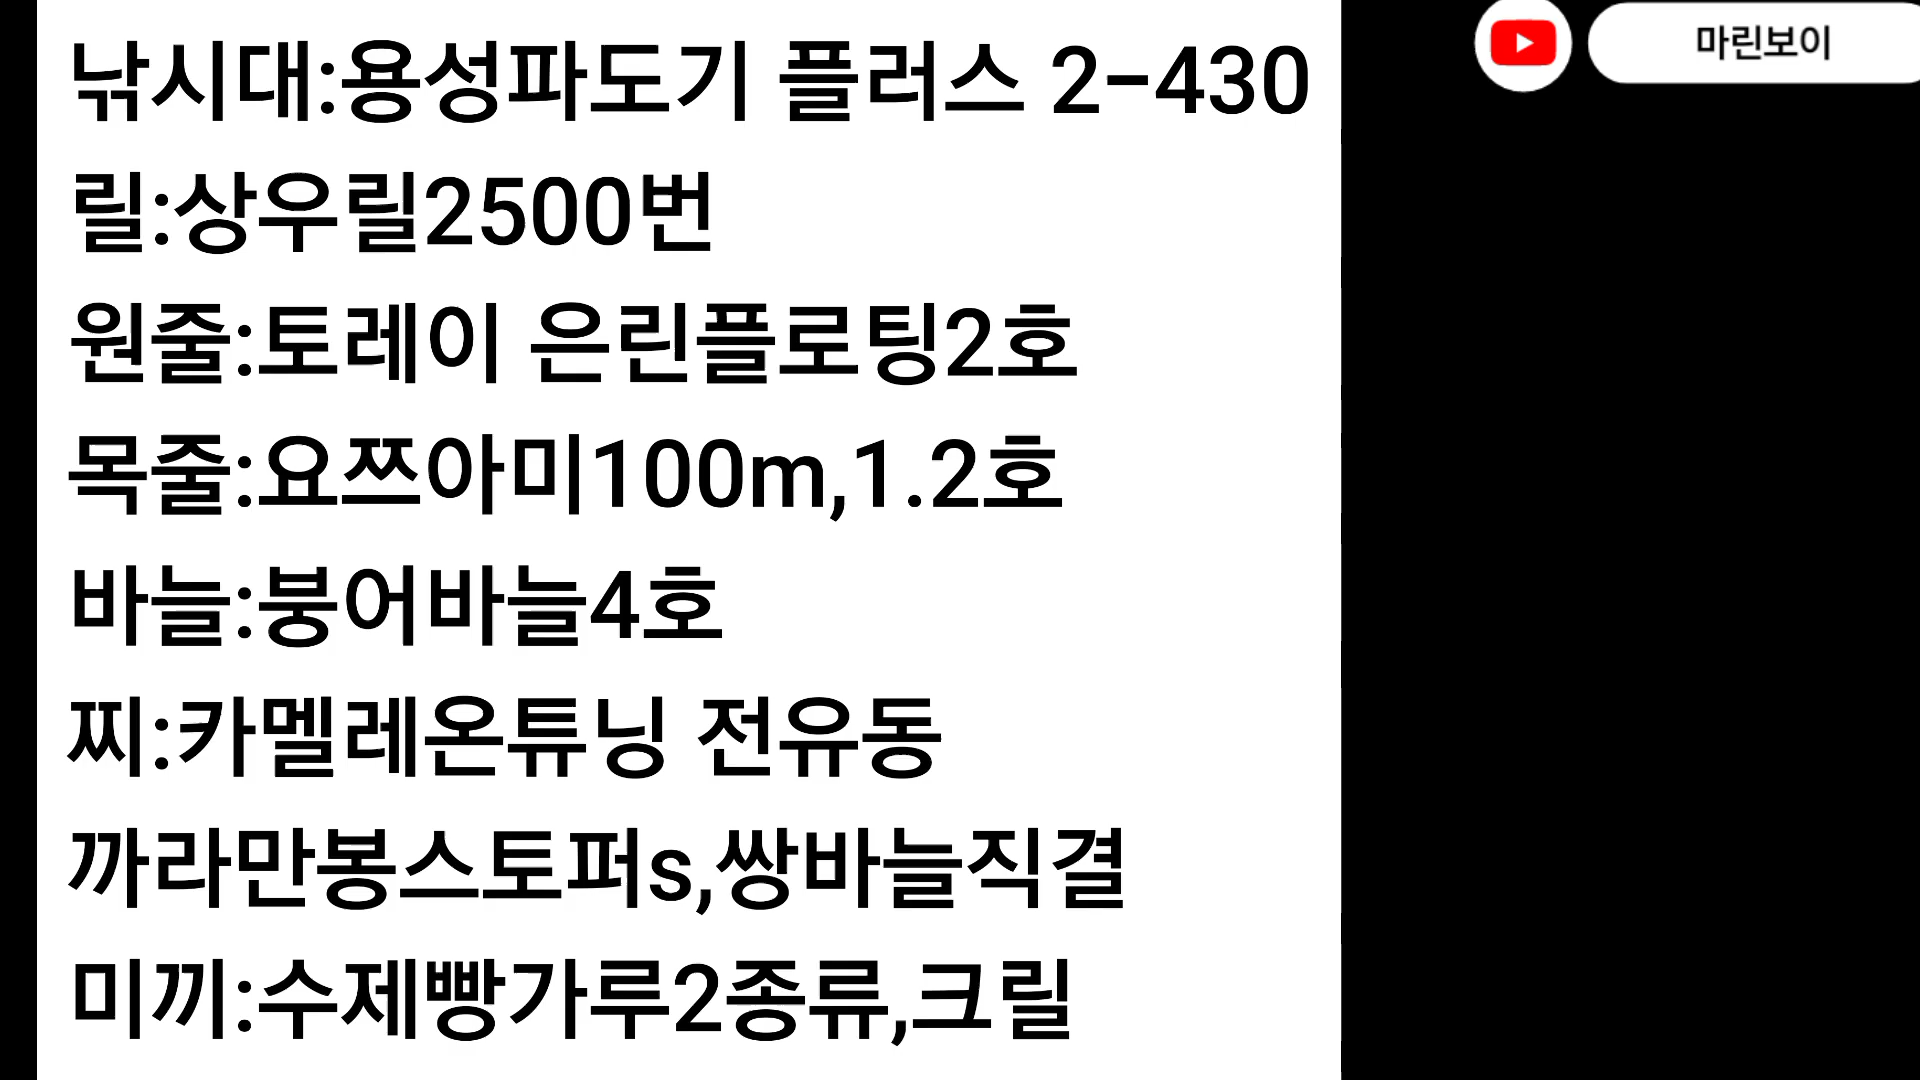 낚시대:용성파도기 플러스 2-430
릴:상우릴2500번
원줄:토레이 은린플로팅2호
목줄:요쯔아미100m,1.2호
바늘:붕어바늘4호
찌:카멜레온튜닝 전유동
까라만봉스토퍼s,쌍바늘직결
미끼:수제빵가루2종류,크릴
마린보이